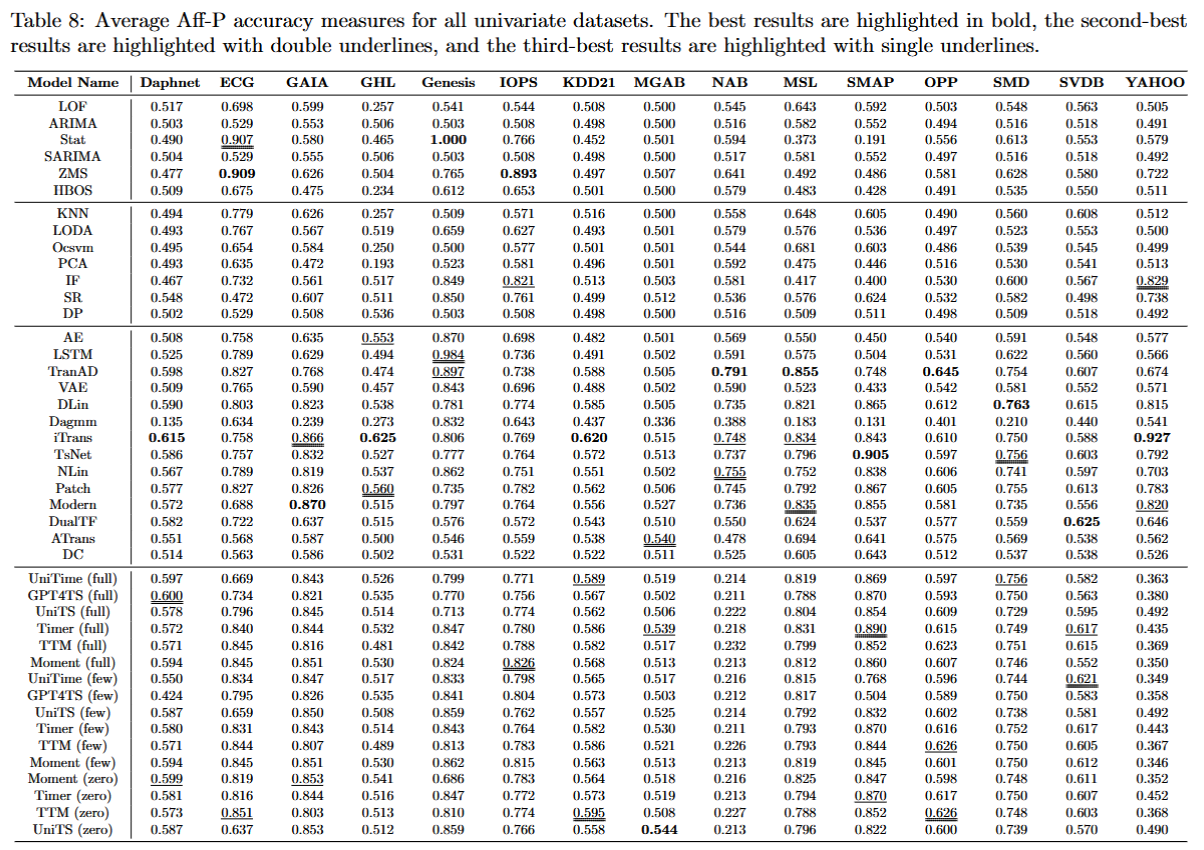 Table 8: Average Aff-P accuracy measures for all univariate datasets. The best results are highlighted in bold, the second-best
results are highlighted with double underlines, and the third-best results are highlighted with single underlines.
Model Name Daphnet ECG GAIA GHL Genesis IOPS KDD21 MGAB NAB MSL SMAP OPP SMD SVDB YAHOO
LOF 0.517 0.698 0.599 0.257 0.541 0.544 0.508 0.500 0.545 0.643 0.592 0.503 0.548 0.563 0.505
ARIMA 0.503 0.529 0.553 0.506 0.503 0.508 0.498 0.500 0.516 0.582 0.552 0.494 0.516 0.518 0.491
Stat 0.490 0.907 0.580 0.465 1.000 0.766 0.452 0.501 0.594 0.373 0.191 0.556 0.613 0.553 0.579
SARIMA 0.504 0.529 0.555 0.506 0.503 0.508 0.498 0.500 0.517 0.581 0.552 0.497 0.516 0.518 0.492
ZMS 0.477 0.909 0.626 0.504 0.765 0.893 0.497 0.507 0.641 0.492 0.486 0.581 0.628 0.580 0.722
HBOS 0.509 0.675 0.475 0.234 0.612 0.653 0.501 0.500 0.579 0.483 0.428 0.491 0.535 0.550 0.511
KNN 0.494 0.779 0.626 0.257 0.509 0.571 0.516 0.500 0.558 0.648 0.605 0.490 0.560 0.608 0.512
LODA 0.493 0.767 0.567 0.519 0.659 0.627 0.493 0.501 0.579 0.576 0.536 0.497 0.523 0.553 0.500
Ocsvm 0.495 0.654 0.584 0.250 0.500 0.577 0.501 0.501 0.544 0.681 0.603 0.486 0.539 0.545 0.499
PCA 0.493 0.635 0.472 0.193 0.523 0.581 0.496 0.501 0.592 0.475 0.446 0.516 0.530 0.541 0.513
IF 0.467 0.732 0.561 0.517 0.849 0.821 0.513 0.503 0.581 0.417 0.400 0.530 0.600 0.567 0.829
SR 0.548 0.472 0.607 0.511 0.850 0.761 0.499 0.512 0.536 0.576 0.624 0.532 0.582 0.498 0.738
DP 0.502 0.529 0.508 0.536 0.503 0.508 0.498 0.500 0.516 0.509 0.511 0.498 0.509 0.518 0.492
AE 0.508 0.758 0.635 0.553 0.870 0.698 0.482 0.501 0.569 0.550 0.450 0.540 0.591 0.548 0.577
LSTM 0.525 0.789 0.629 0.494 0.984 0.736 0.491 0.502 0.591 0.575 0.504 0.531 0.622 0.560 0.566
TranAD 0.598 0.827 0.768 0.474 0.897 0.738 0.588 0.505 0.791 0.855 0.748 0.645 0.754 0.607 0.674
VAE 0.509 0.765 0.590 0.457 0.843 0.696 0.488 0.502 0.590 0.523 0.433 0.542 0.581 0.552 0.571
DLin 0.590 0.803 0.823 0.538 0.781 0.774 0.585 0.505 0.735 0.821 0.865 0.612 0.763 0.615 0.815
Dagmm 0.135 0.634 0.239 0.273 0.832 0.643 0.437 0.336 0.388 0.183 0.131 0.401 0.210 0.440 0.541
iTrans 0.615 0.758 0.866 0.625 0.806 0.769 0.620 0.515 0.748 0.834 0.843 0.610 0.750 0.588 0.927
TsNet 0.586 0.757 0.832 0.527 0.777 0.764 0.572 0.513 0.737 0.796 0.905 0.597 0.756 0.603 0.792
NLin 0.567 0.789 0.819 0.537 0.862 0.751 0.551 0.502 0.755 0.752 0.838 0.606 0.741 0.597 0.703
Patch 0.577 0.827 0.826 0.560 0.735 0.782 0.562 0.506 0.745 0.792 0.867 0.605 0.755 0.613 0.783
Modern 0.572 0.688 0.870 0.515 0.797 0.764 0.556 0.527 0.736 0.835 0.855 0.581 0.735 0.556 0.820
DualTF 0.582 0.722 0.637 0.515 0.576 0.572 0.543 0.510 0.550 0.624 0.537 0.577 0.559 0.625 0.646
ATrans 0.551 0.568 0.587 0.500 0.546 0.559 0.538 0.540 0.478 0.694 0.641 0.575 0.569 0.538 0.562
DC 0.514 0.563 0.586 0.502 0.531 0.522 0.522 0.511 0.525 0.605 0.643 0.512 0.537 0.538 0.526
UniTime (full) 0.597 0.669 0.843 0.526 0.799 0.771 0.589 0.519 0.214 0.819 0.869 0.597 0.756 0.582 0.363
GPT4TS (full) 0.600 0.734 0.821 0.535 0.770 0.756 0.567 0.502 0.211 0.788 0.870 0.593 0.750 0.563 0.380
UniTS (full) 0.578 0.796 0.845 0.514 0.713 0.774 0.562 0.506 0.222 0.804 0.854 0.609 0.729 0.595 0.492
Timer (full) 0.572 0.840 0.844 0.532 0.847 0.780 0.586 0.539 0.218 0.831 0.890 0.615 0.749 0.617 0.435
TTM (full) 0.571 0.845 0.816 0.481 0.842 0.788 0.582 0.517 0.232 0.799 0.852 0.623 0.751 0.615 0.369
Moment (full) 0.594 0.845 0.851 0.530 0.824 0.826 0.568 0.513 0.213 0.812 0.860 0.607 0.746 0.552 0.350
UniTime (few) 0.550 0.834 0.847 0.517 0.833 0.798 0.565 0.517 0.216 0.815 0.768 0.596 0.744 0.621 0.349
GPT4TS (few) 0.424 0.795 0.826 0.535 0.841 0.804 0.573 0.503 0.212 0.817 0.504 0.589 0.750 0.583 0.358
UniTS (few) 0.587 0.659 0.850 0.508 0.859 0.762 0.557 0.525 0.214 0.792 0.832 0.602 0.738 0.581 0.492
Timer (few) 0.580 0.831 0.843 0.514 0.843 0.764 0.582 0.530 0.211 0.793 0.870 0.616 0.752 0.617 0.443
TTM (few) 0.571 0.844 0.807 0.489 0.813 0.783 0.586 0.521 0.226 0.793 0.844 0.626 0.750 0.605 0.367
Moment (few) 0.594 0.845 0.851 0.530 0.862 0.815 0.563 0.513 0.213 0.819 0.845 0.601 0.750 0.612 0.346
Moment (zero) 0.599 0.819 0.853 0.541 0.686 0.783 0.564 0.518 0.216 0.825 0.847 0.598 0.748 0.611 0.352
Timer (zero) 0.581 0.816 0.844 0.516 0.847 0.772 0.573 0.519 0.213 0.794 0.870 0.617 0.750 0.607 0.452
TTM (zero) 0.573 0.851 0.803 0.513 0.810 0.774 0.595 0.508 0.227 0.788 0.852 0.626 0.748 0.603 0.368
UniTS (zero) 0.587 0.637 0.853 0.512 0.859 0.766 0.558 0.544 0.213 0.796 0.822 0.600 0.739 0.570 0.490